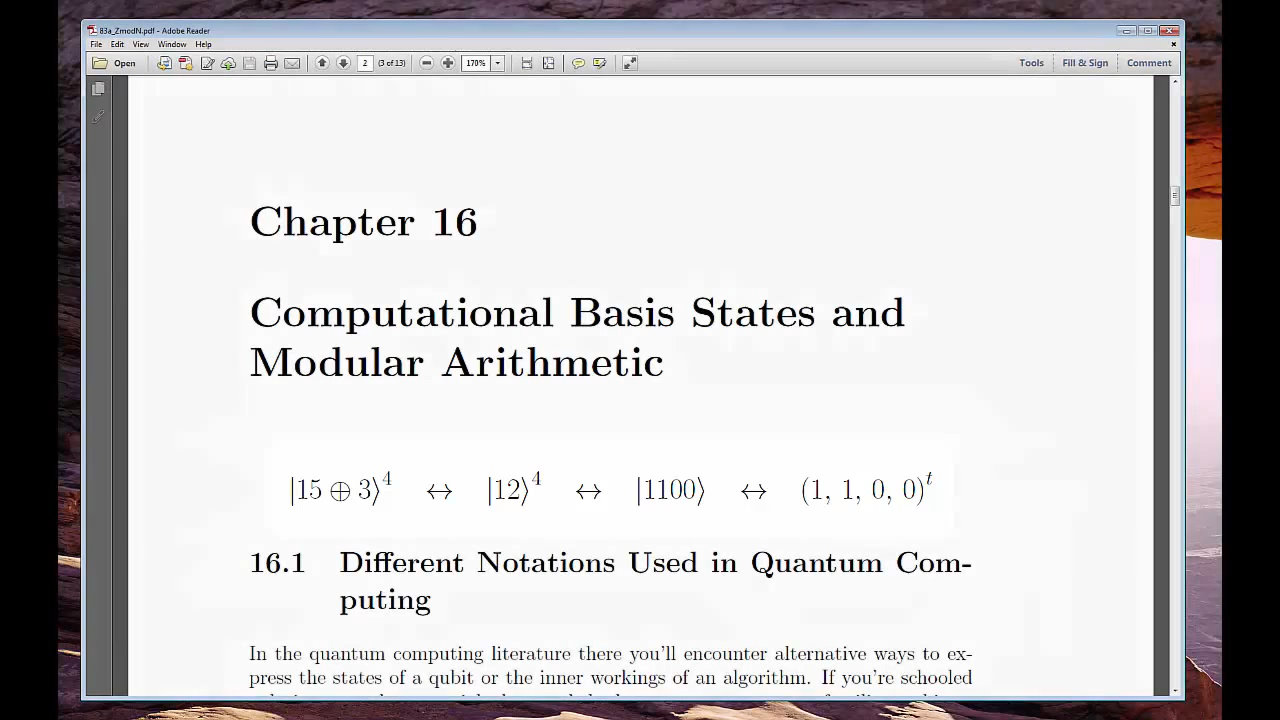 83a_ZmodN.pdf - Adobe Reader
File Edit View Window Help
Open 2 (3 of 13) 170% Tools Fill & Sign Comment
Chapter 16
Computational Basis States and
Modular Arithmetic
|15 ⊕ 3⟩⁴ ↔ |12⟩⁴ ↔ |1100⟩ ↔ (1, 1, 0, 0)ᵗ
16.1 Different Notations Used in Quantum Com-
puting
In the quantum computing literature there you'll encounter alternative ways to ex-
press the states of a qubit or the inner workings of an algorithm. If you're schooled